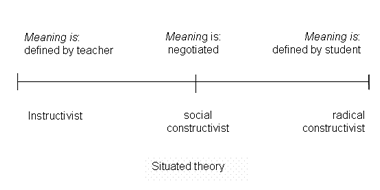 Meaning is: Meaning is: Meaning is:
defined by teacher negotiated defined by student
Instructivist social radical
constructivist constructivist
Situated theory